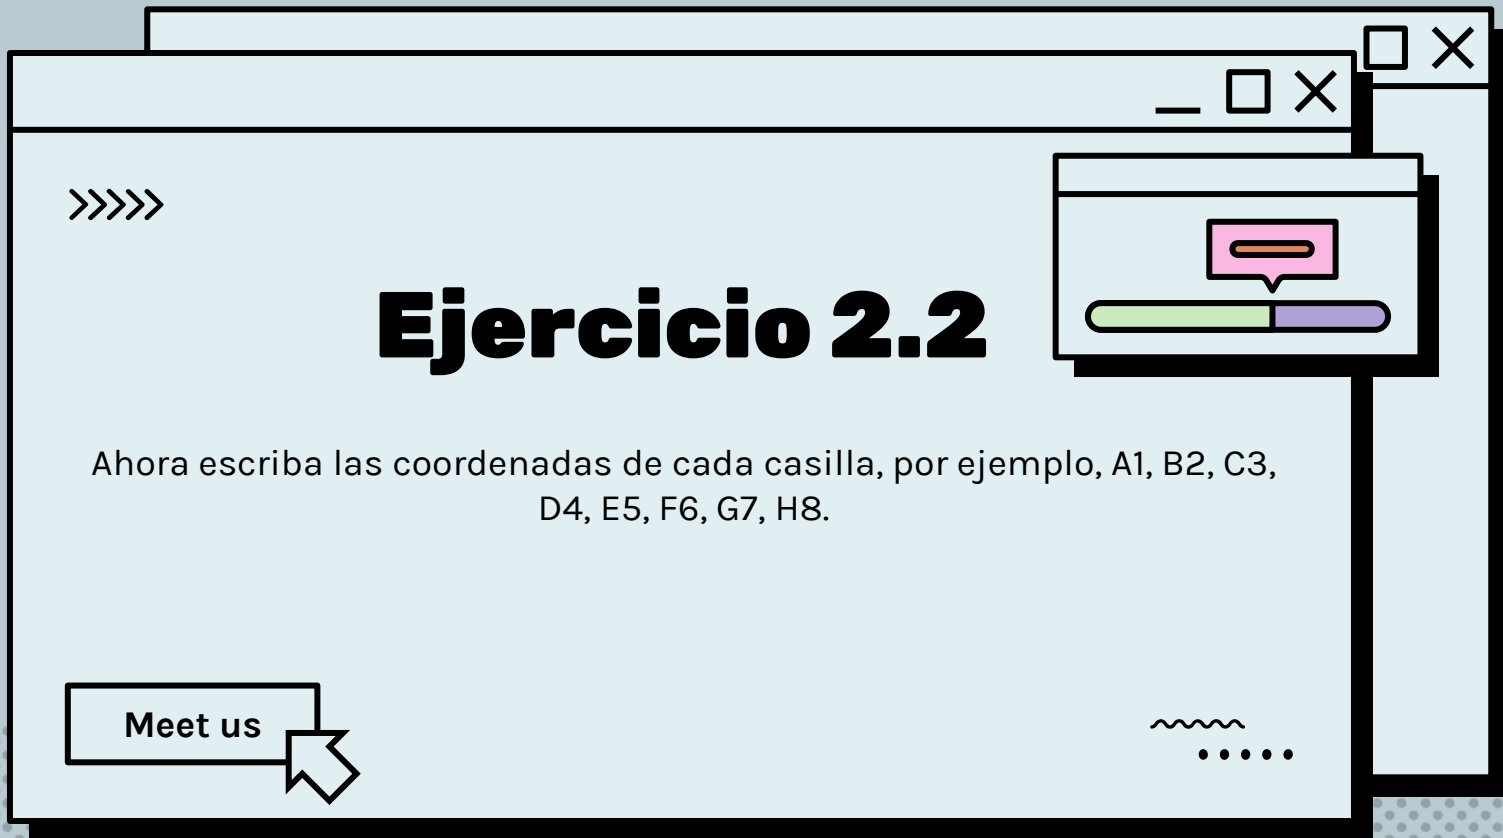 Ejercicio 2.2
Ahora escriba las coordenadas de cada casilla, por ejemplo, A1, B2, C3,
D4, E5, F6, G7, H8.
Meet us